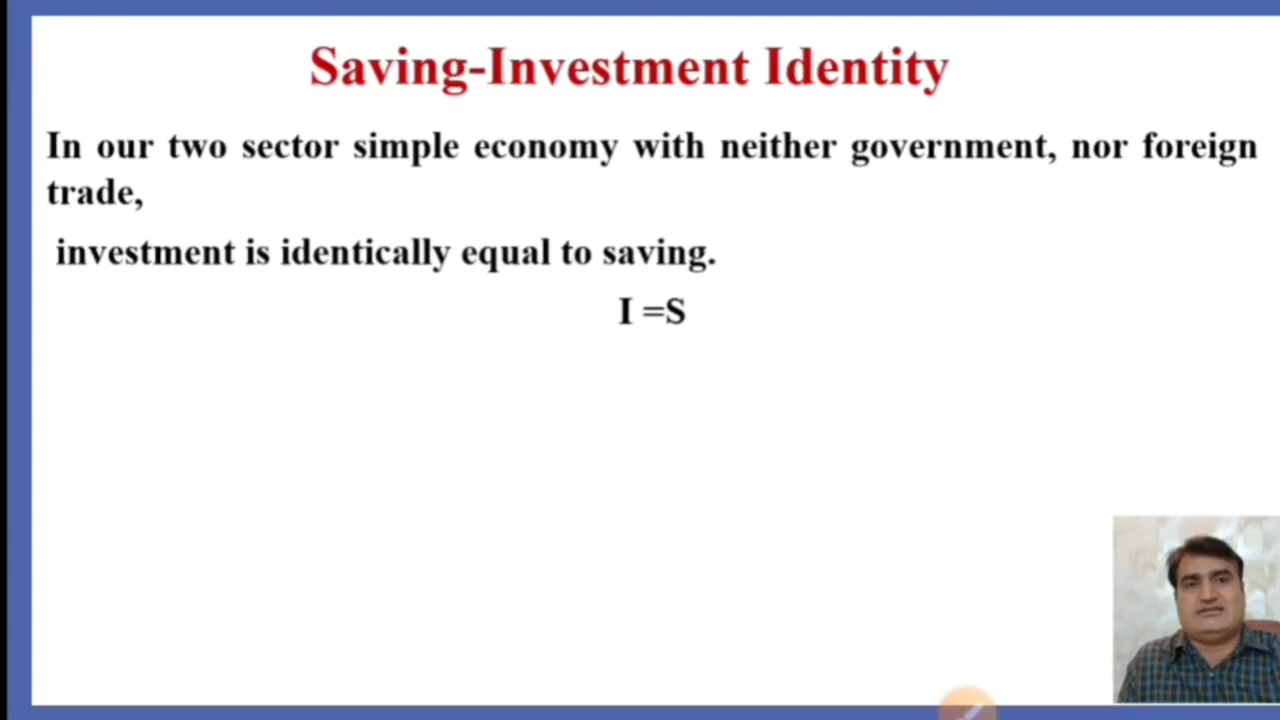 Saving-Investment Identity
In our two sector simple economy with neither government, nor foreign
trade,
investment is identically equal to saving.
I =S